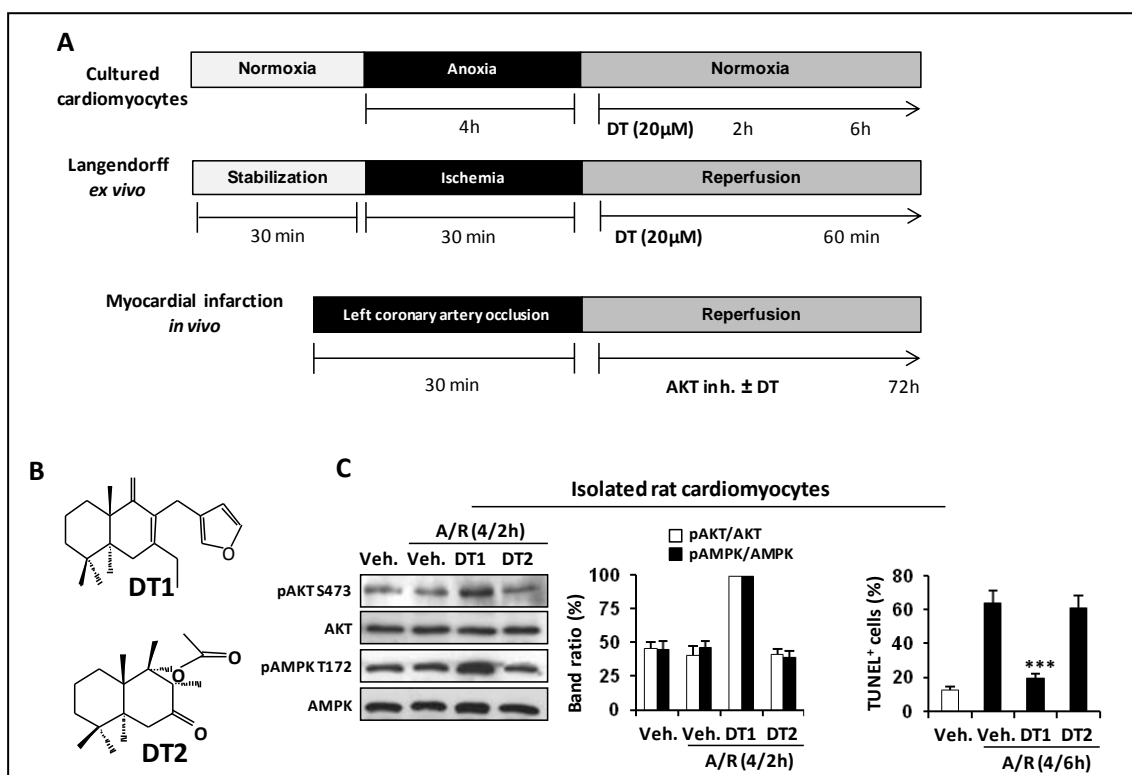 A
Cultured
cardiomyocytes
Normoxia
Anoxia
Normoxia
4h
DT (20µM)
2h
6h
Langendorff
ex vivo
Stabilization
Ischemia
Reperfusion
30 min
30 min
DT (20µM)
60 min
Myocardial infarction
in vivo
Left coronary artery occlusion
Reperfusion
30 min
AKT inh. ± DT
72h
B
O
DT1
O
O
O
DT2
C
Isolated rat cardiomyocytes
A/R (4/2h)
Veh. Veh. DT1 DT2
pAKT S473
AKT
pAMPK T172
AMPK
pAKT/AKT
pAMPK/AMPK
Band ratio (%)
100
50
0
Veh. Veh. DT1 DT2
A/R (4/2h)
TUNEL+ cells (%)
80
60
40
20
0
***
Veh. Veh. DT1 DT2
A/R (4/6h)